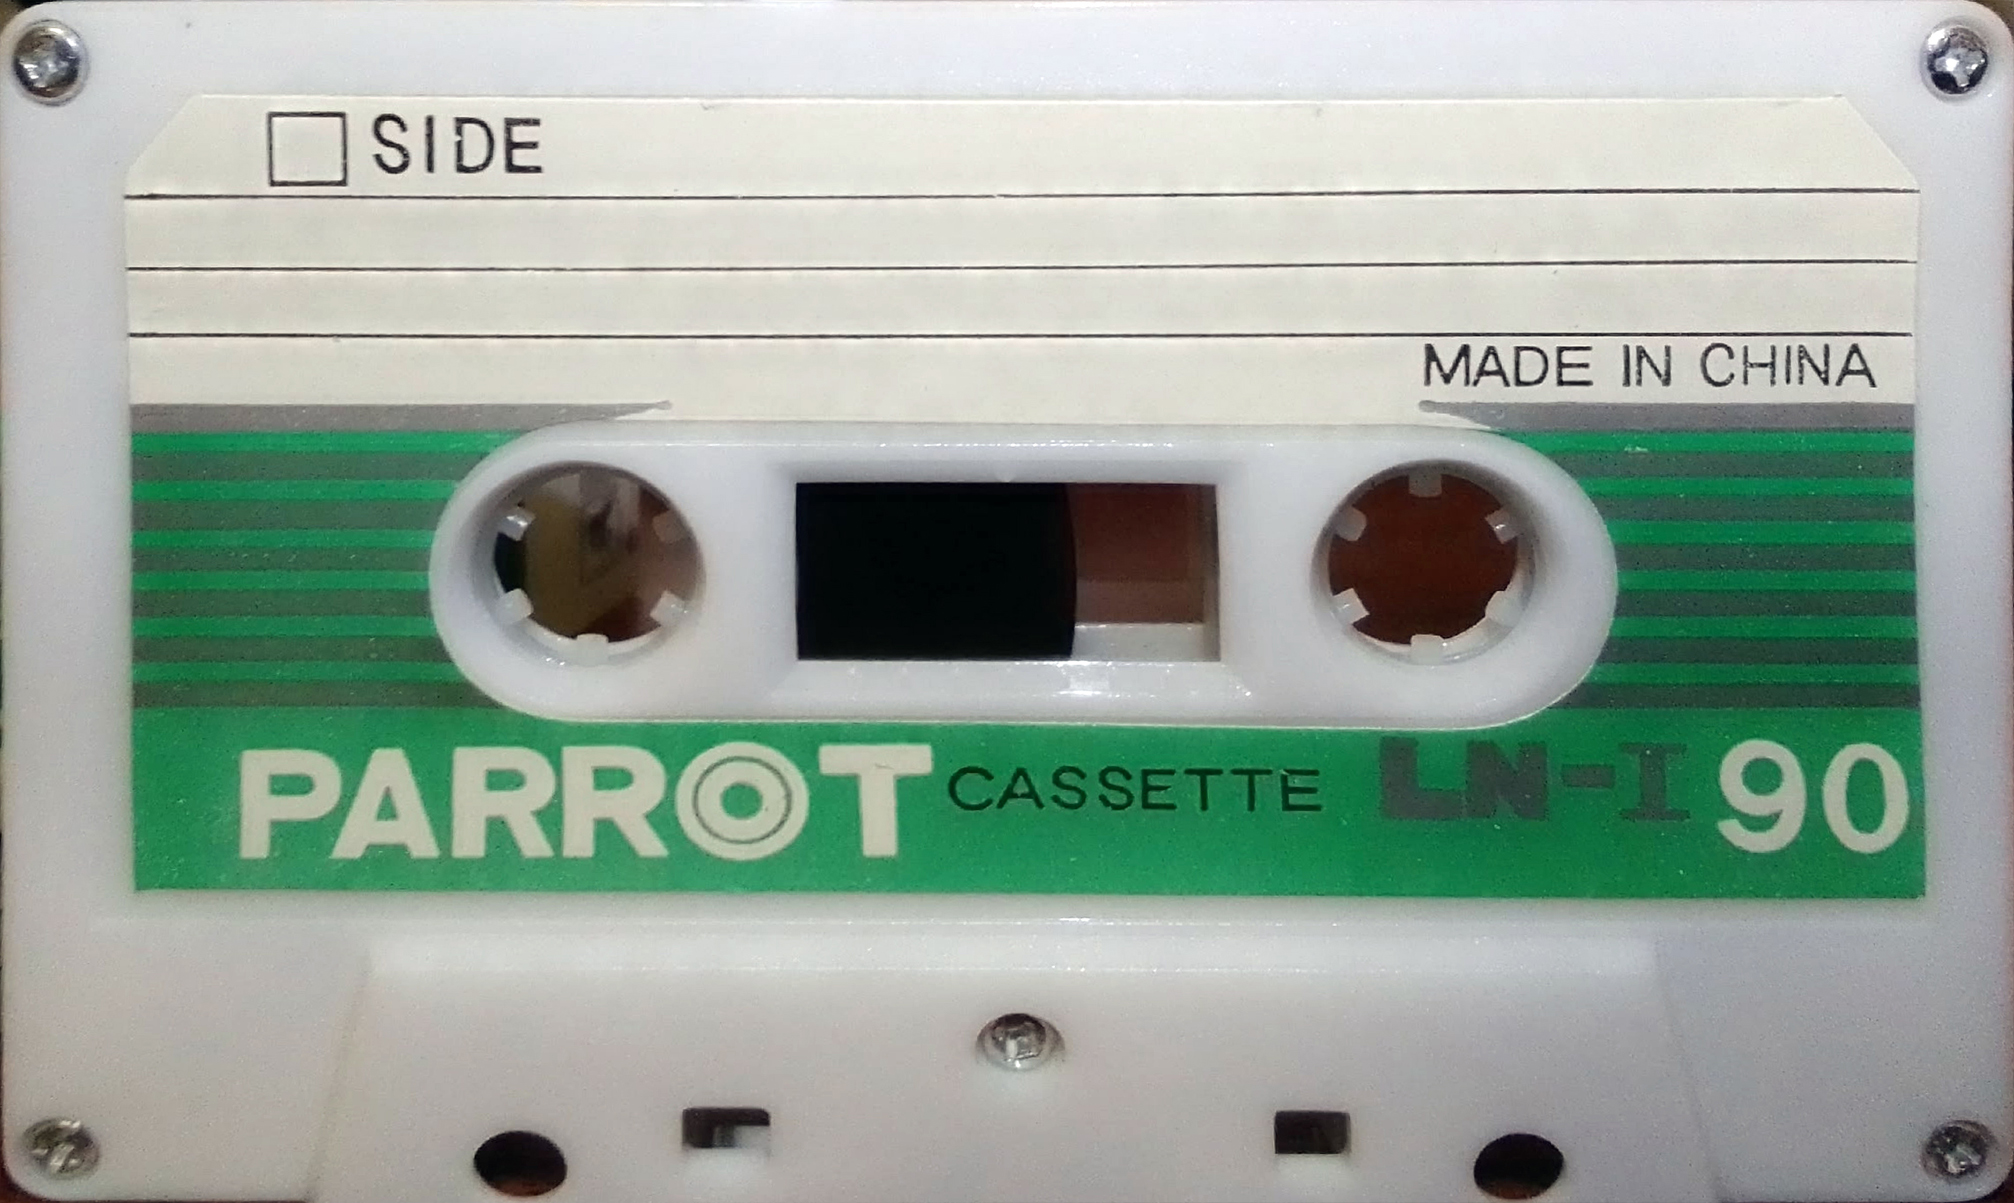 SIDE
MADE IN CHINA
PARROT CASSETTE LN-I 90